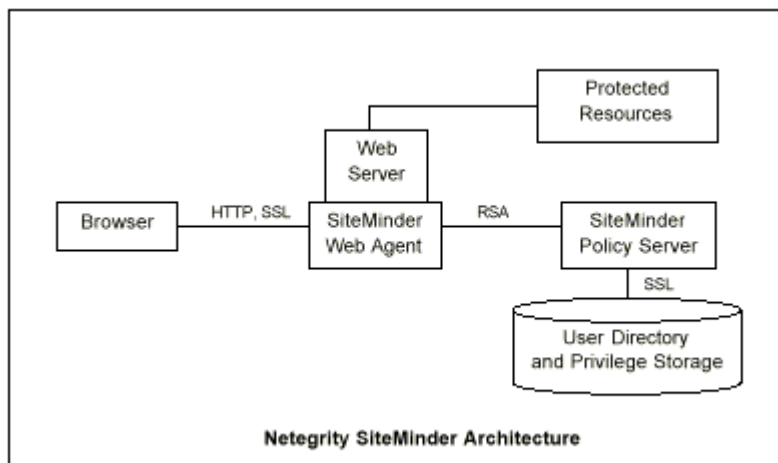 Protected
Resources
Web
Server
Browser
HTTP, SSL
SiteMinder
Web Agent
RSA
SiteMinder
Policy Server
SSL
User Directory
and Privilege Storage
Netegrity SiteMinder Architecture